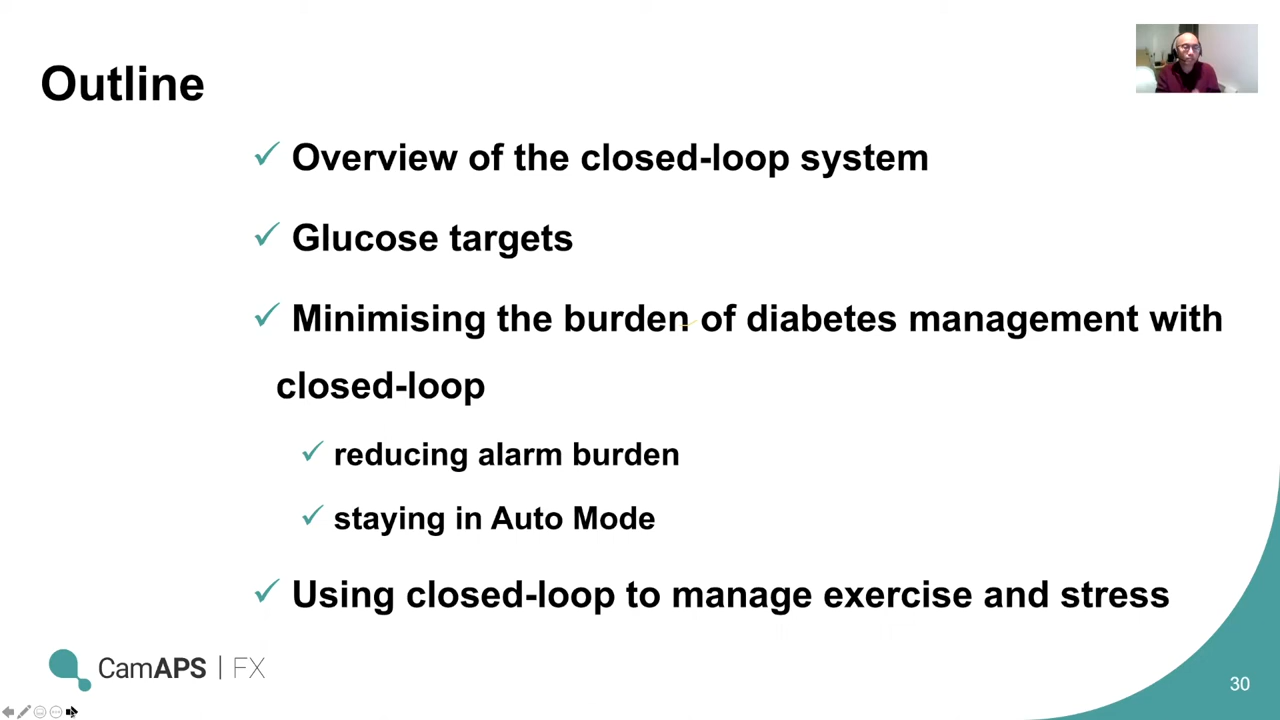 Outline
Overview of the closed-loop system
Glucose targets
Minimising the burden of diabetes management with
closed-loop
reducing alarm burden
staying in Auto Mode
Using closed-loop to manage exercise and stress
CamAPS | FX
30